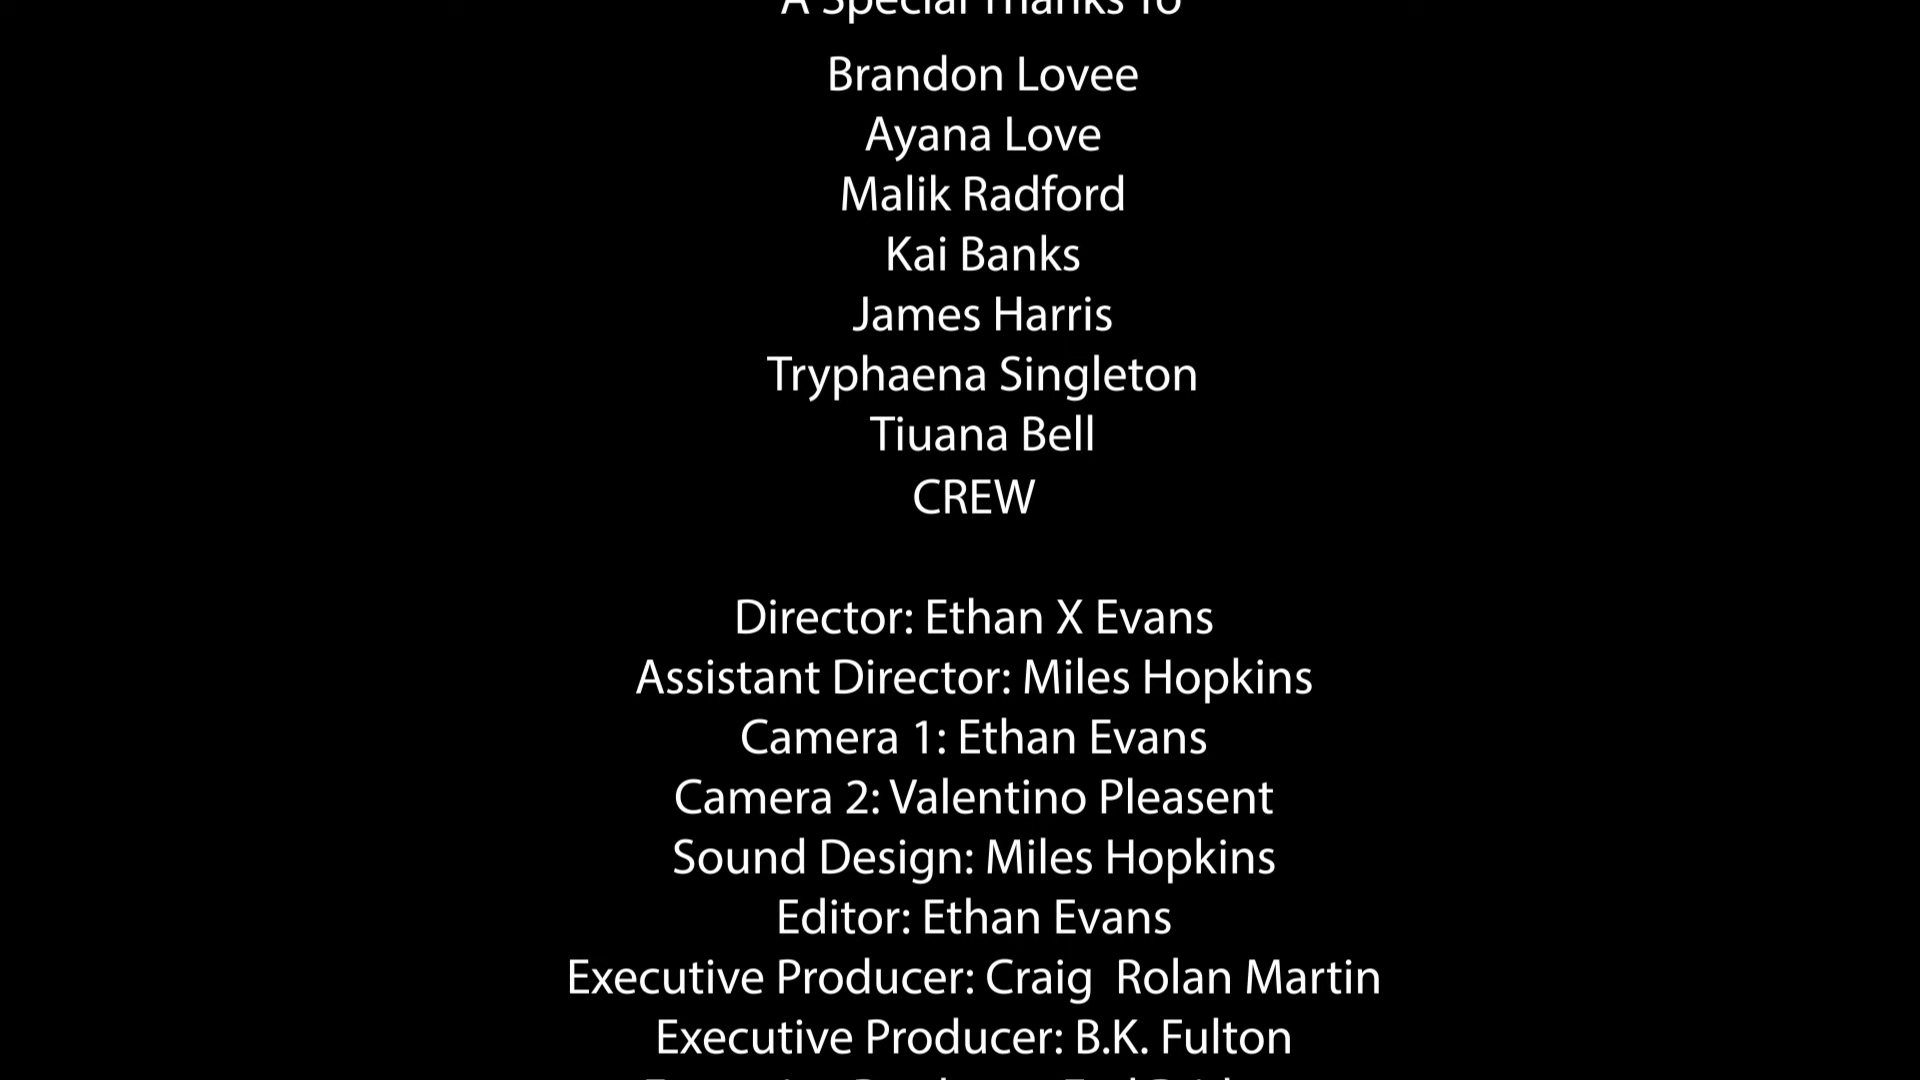 A Special Thanks To
Brandon Lovee
Ayana Love
Malik Radford
Kai Banks
James Harris
Tryphaena Singleton
Tiuana Bell
CREW
Director: Ethan X Evans
Assistant Director: Miles Hopkins
Camera 1: Ethan Evans
Camera 2: Valentino Pleasent
Sound Design: Miles Hopkins
Editor: Ethan Evans
Executive Producer: Craig  Rolan Martin
Executive Producer: B.K. Fulton